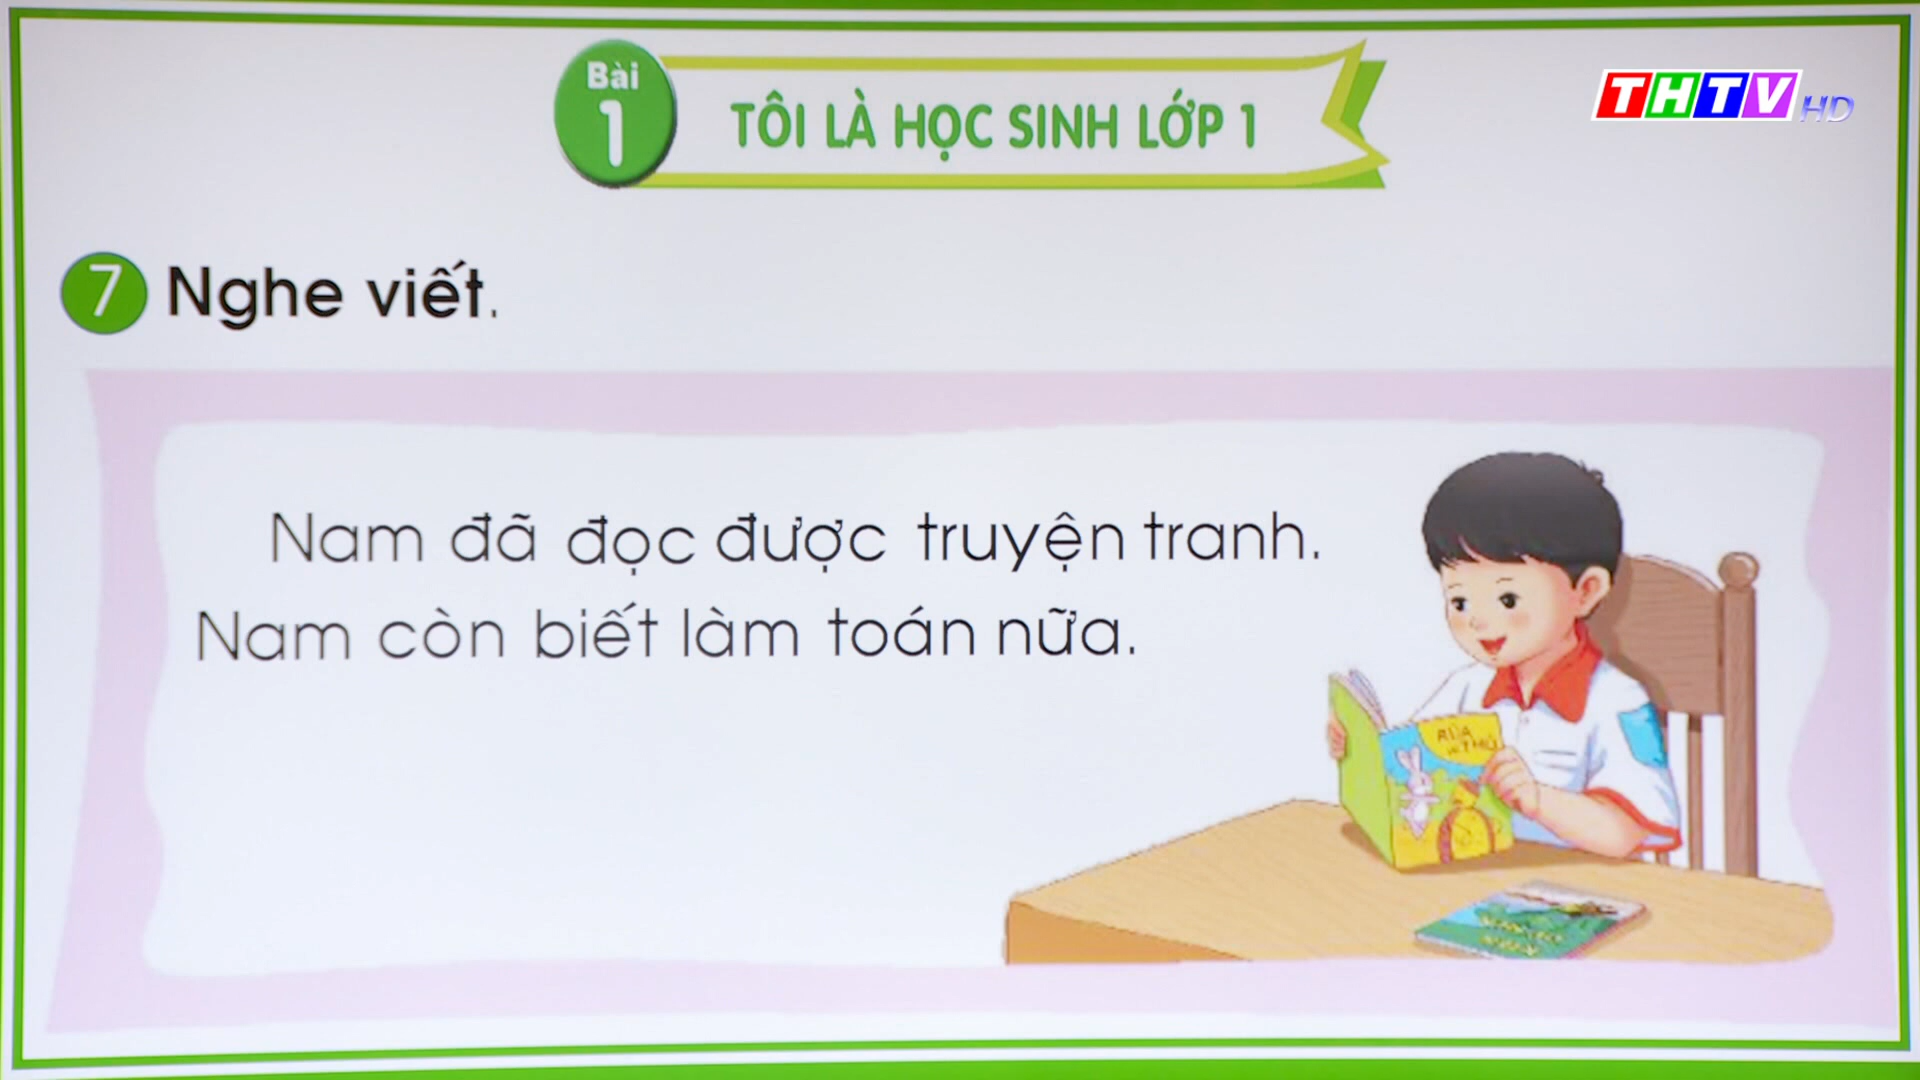 Bài
1
TÔI LÀ HỌC SINH LỚP 1
THTV HD
7 Nghe viết.
Nam đã đọc được truyện tranh.
Nam còn biết làm toán nữa.
RÙA